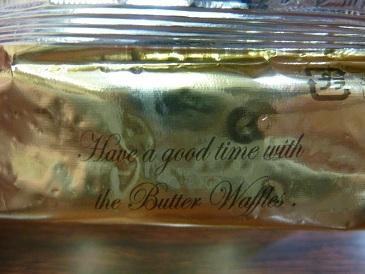 Have a good time with
the Butter Waffles.